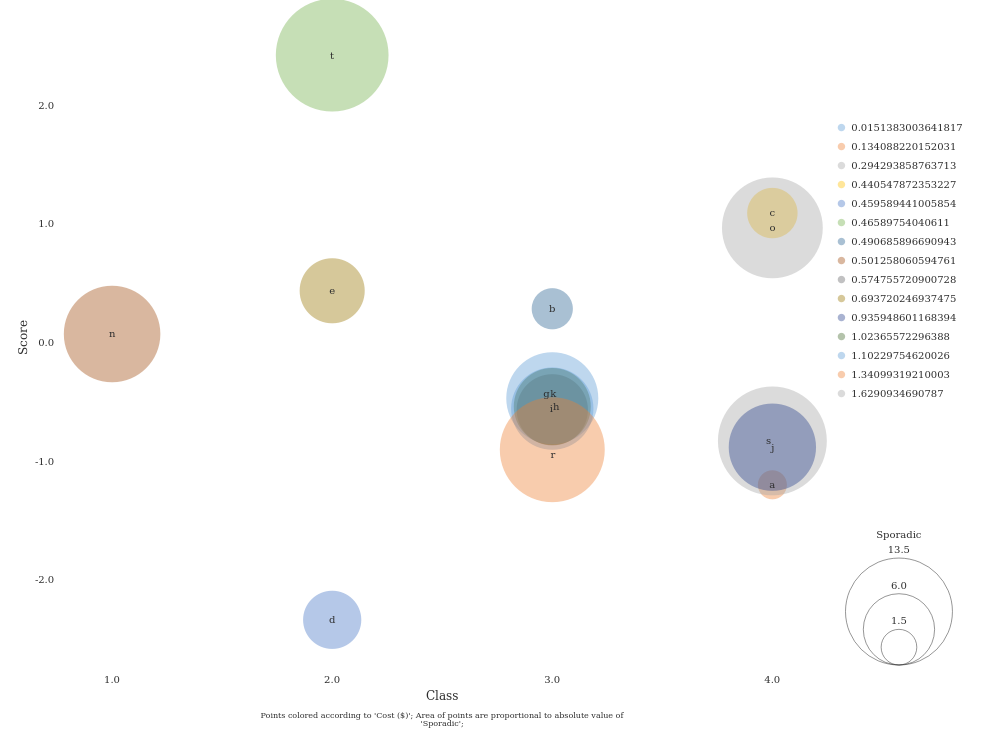 t
2.0
0.0151383003641817
0.134088220152031
0.294293858763713
0.440547872353227
0.459589441005854
0.46589754040611
0.490685896690943
0.501258060594761
0.574755720900728
0.693720246937475
0.935948601168394
1.02365572296388
1.10229754620026
1.34099319210003
1.6290934690787
c
1.0
o
e
b
n
Score
0.0
gk
ih
s
j
r
-1.0
a
Sporadic
13.5
6.0
1.5
-2.0
d
1.0
2.0
3.0
4.0
Class
Points colored according to 'Cost ($)'; Area of points are proportional to absolute value of
'Sporadic';